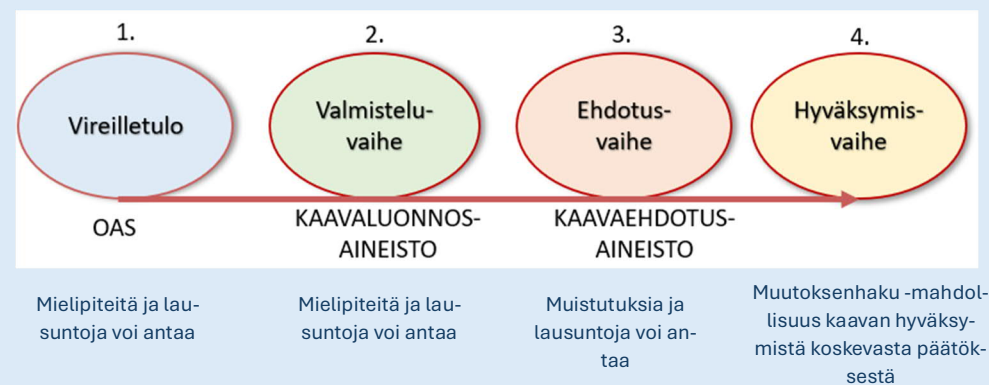 1.
Vireilletulo
OAS
Mielipiteitä ja lau-
suntoja voi antaa
2.
Valmistelu-
vaihe
KAAVALUONNOS-
AINEISTO
Mielipiteitä ja lau-
suntoja voi antaa
3.
Ehdotus-
vaihe
KAAVAEHDOTUS-
AINEISTO
Muistutuksia ja
lausuntoja voi an-
taa
4.
Hyväksymis-
vaihe
Muutoksenhaku -mahdol-
lisuus kaavan hyväksy-
mistä koskevasta päätök-
sestä